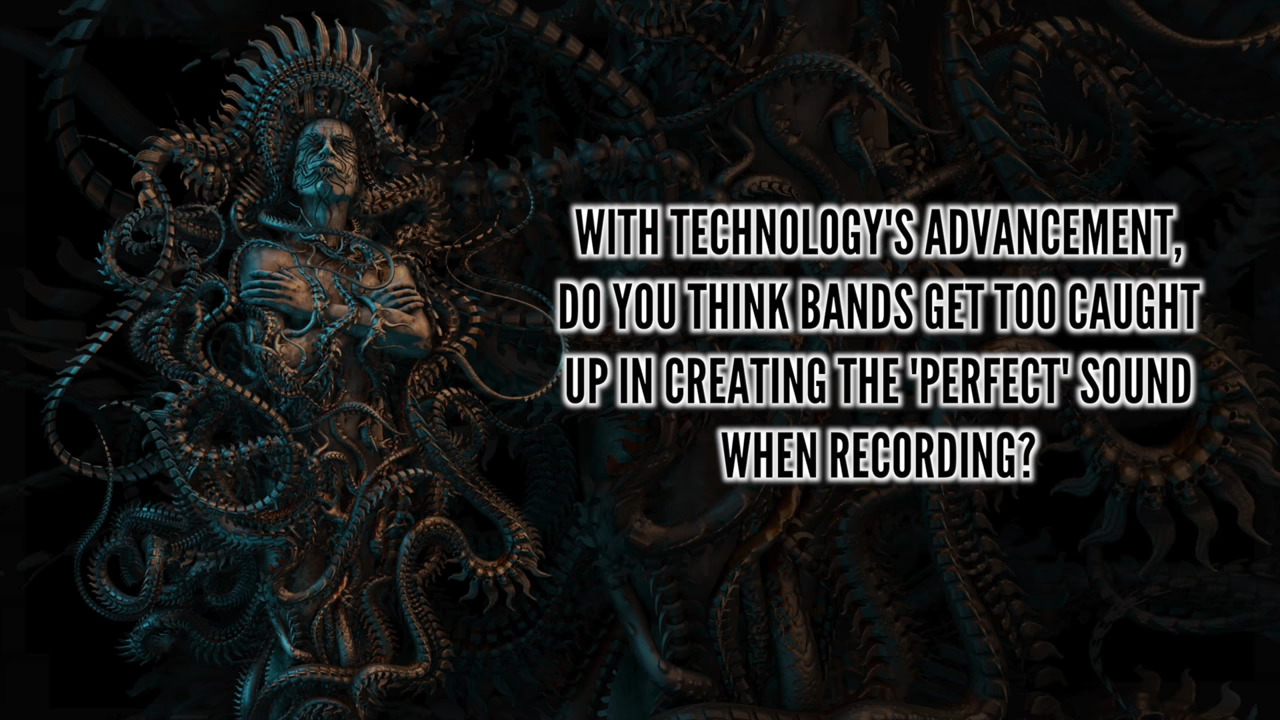 WITH TECHNOLOGY'S ADVANCEMENT,
DO YOU THINK BANDS GET TOO CAUGHT
UP IN CREATING THE 'PERFECT' SOUND
WHEN RECORDING?